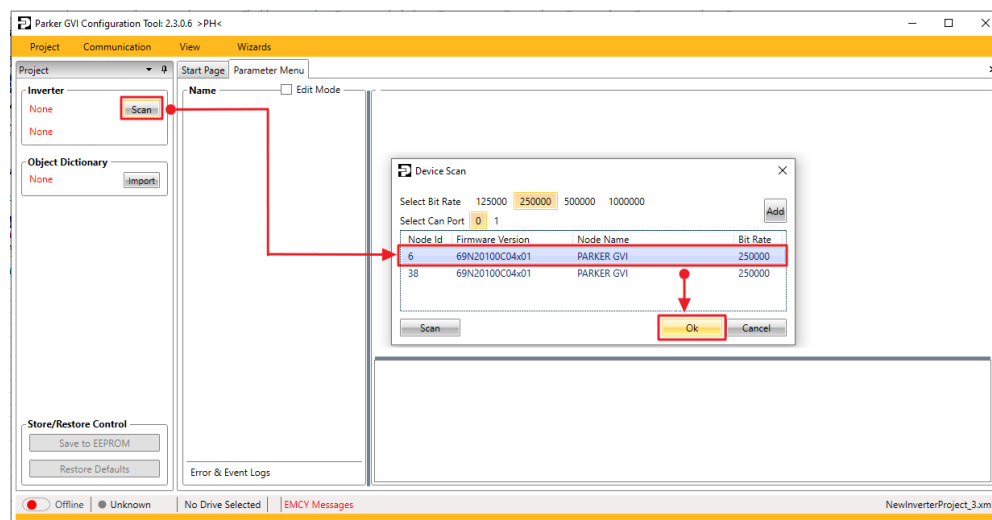 Parker GVI Configuration Tool: 2.3.0.6 >PH<
Project Communication View Wizards
Project
Start Page Parameter Menu
Inverter
None Scan
None
Object Dictionary
None Import
Name Edit Mode
Device Scan
Select Bit Rate 125000 250000 500000 1000000
Add
Select Can Port 0 1
Node Id Firmware Version Node Name Bit Rate
6 69N20100C04x01 PARKER GVI 250000
38 69N20100C04x01 PARKER GVI 250000
Scan Ok Cancel
Store/Restore Control
Save to EEPROM
Restore Defaults
Error & Event Logs
Offline Unknown No Drive Selected EMCY Messages NewInverterProject_3.xm